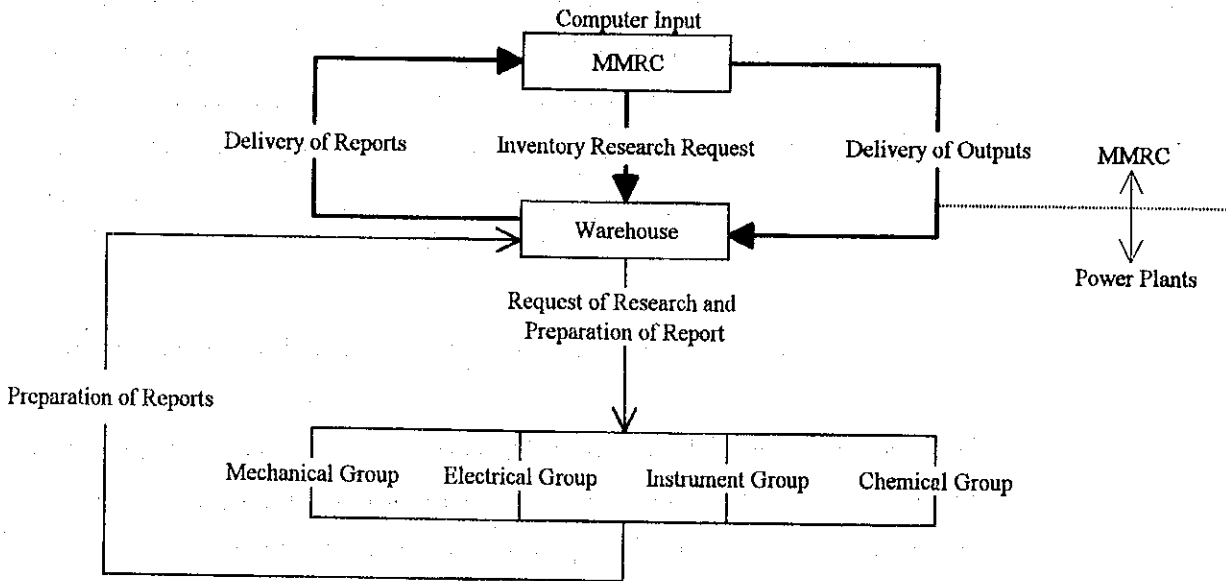 Computer Input
MMRC
Delivery of Reports
Inventory Research Request
Delivery of Outputs
MMRC
Warehouse
Power Plants
Request of Research and
Preparation of Report
Preparation of Reports
Mechanical Group
Electrical Group
Instrument Group
Chemical Group